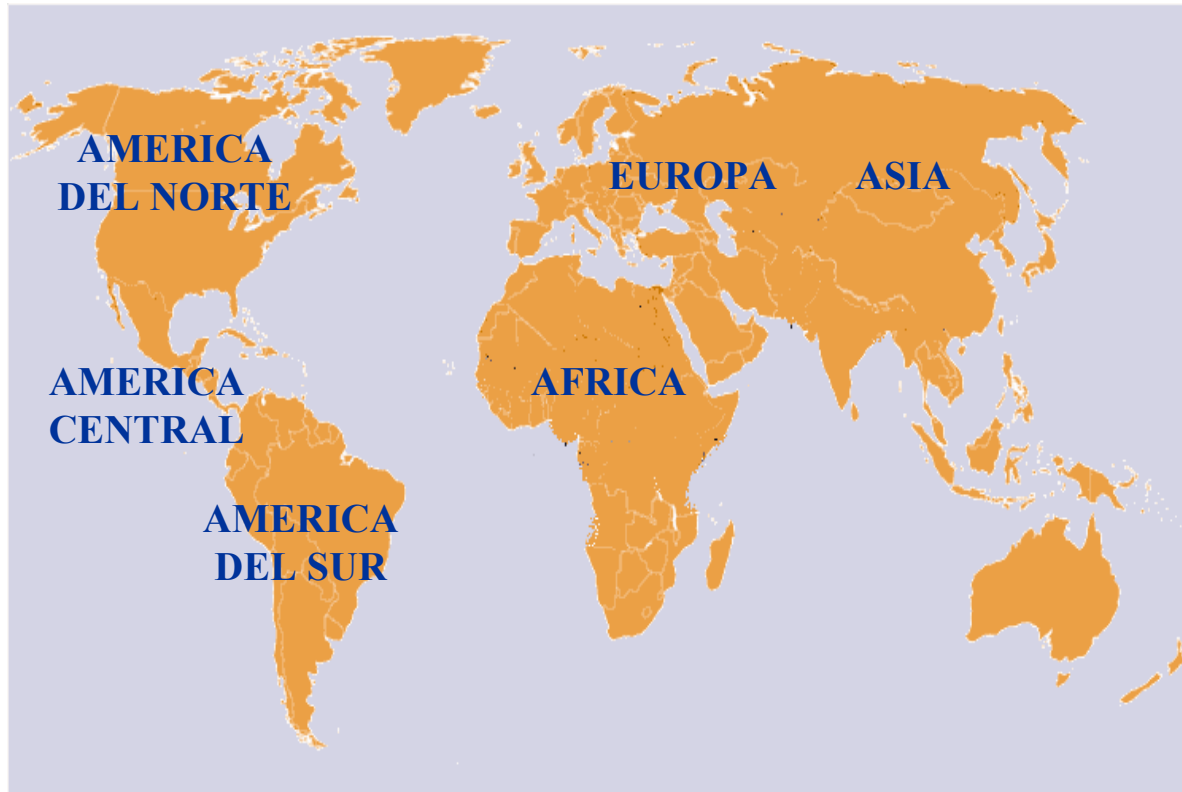 AMERICA
DEL NORTE
EUROPA
ASIA
AMERICA
CENTRAL
AFRICA
AMERICA
DEL SUR